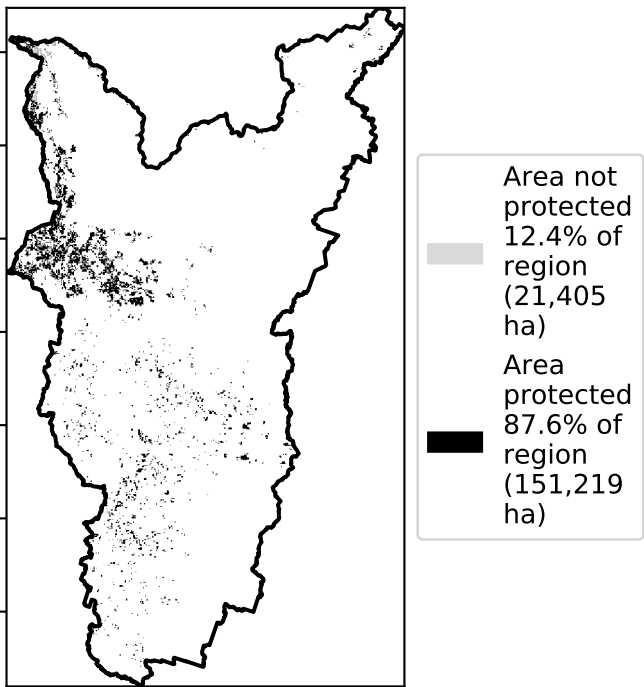 Area not
protected
12.4% of
region
(21,405
ha)
Area
protected
87.6% of
region
(151,219
ha)